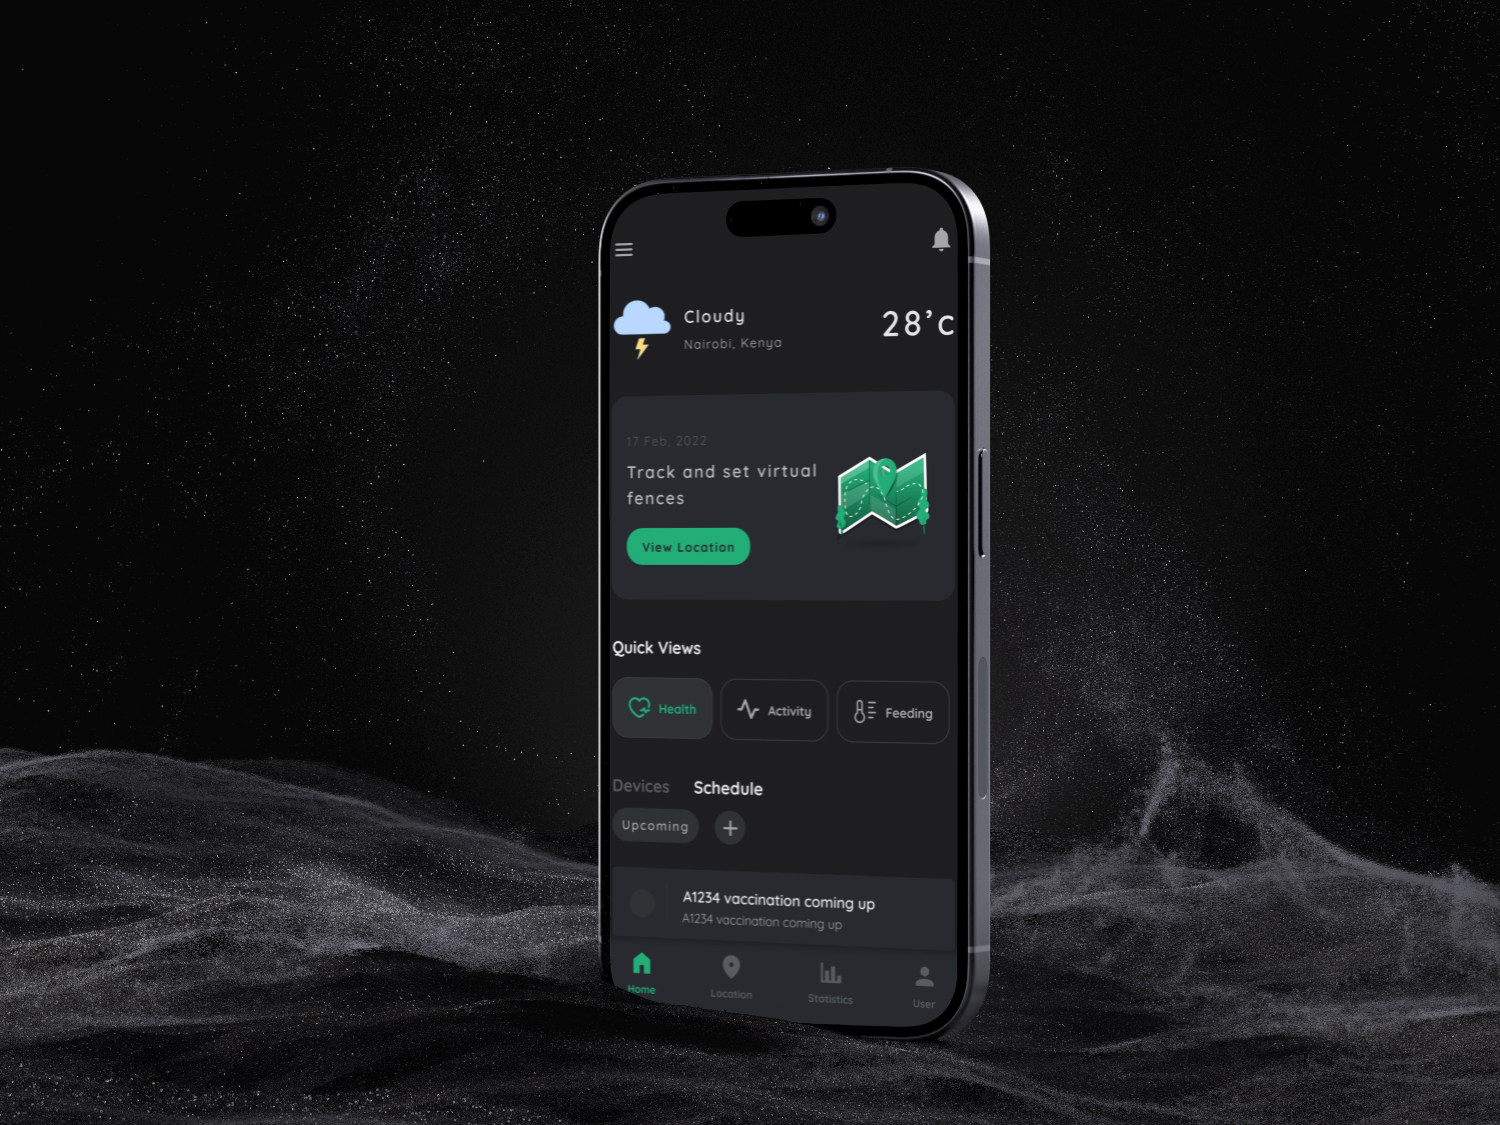 Cloudy
28°c
Nairobi, Kenya
17 Feb, 2022
Track and set virtual
fences
View Location
Quick Views
Health
Activity
Feeding
Devices
Schedule
Upcoming
A1234 vaccination coming up
A1234 vaccination coming up
Home
Location
Statistics
User